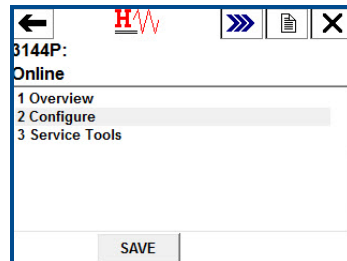 H
3144P:
Online
1 Overview
2 Configure
3 Service Tools
SAVE